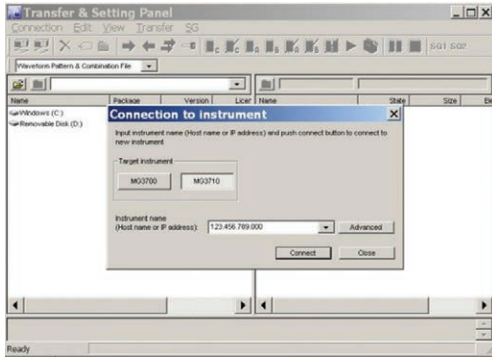 Transfer & Setting Panel
Connection Edit View Transfer SG
SG1 SG2
Waveform Pattern & Combination File
Name Package Version Licer Name State Size
Windows (C:)
Removable Disk (D:)
Connection to instrument
Input instrument name (Host name or IP address) and push connect button to connect to
new instrument
Target instrument
MG3700 MG3710
Instrument name
(Host name or IP address): 123.456.789.000 Advanced
Connect Close
Ready